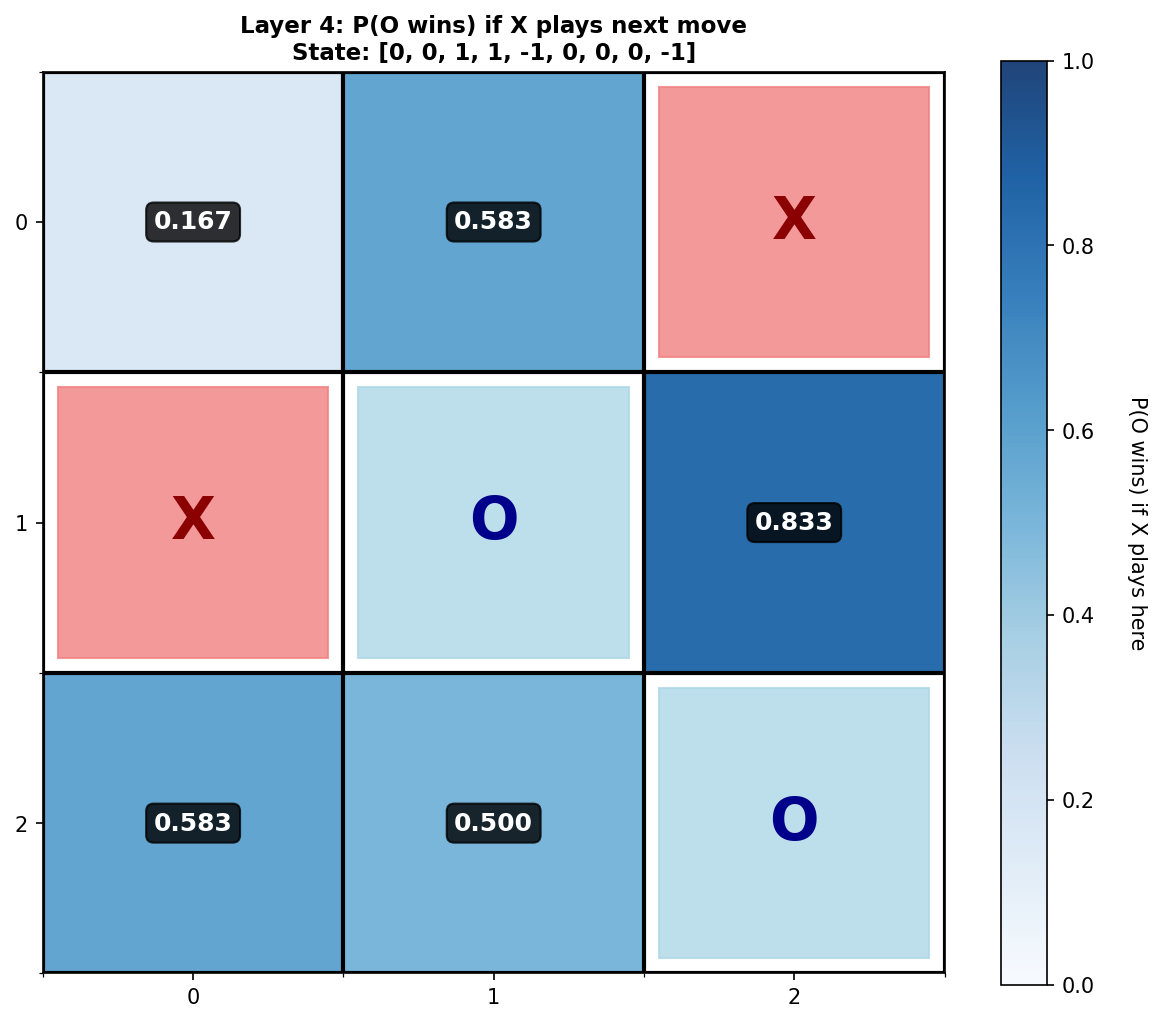 Layer 4: P(O wins) if X plays next move
State: [0, 0, 1, 1, -1, 0, 0, 0, -1]
0
0.167
0.583
X
1
X
O
0.833
2
0.583
0.500
O
0
1
2
1.0
0.8
0.6
0.4
0.2
0.0
P(O wins) if X plays here